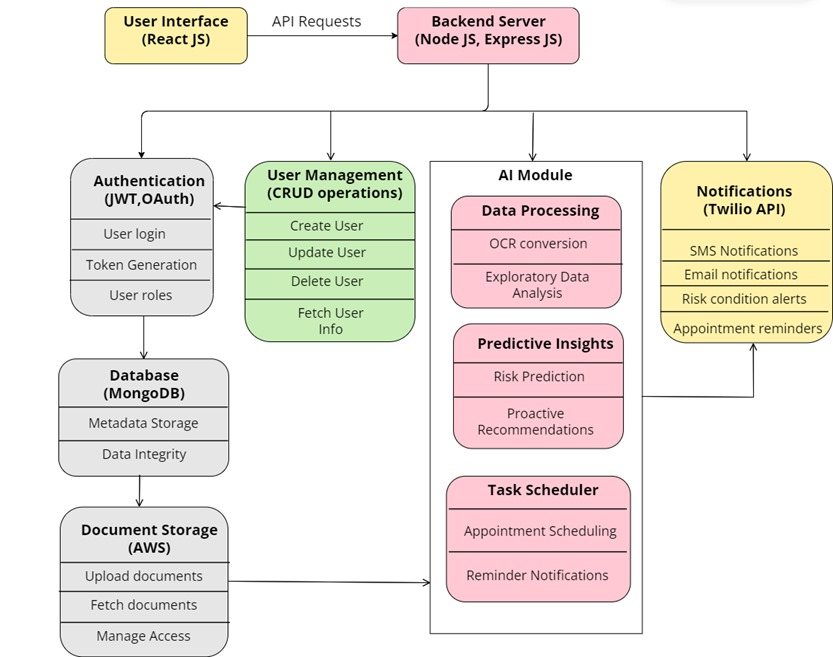 User Interface
(React JS)
API Requests
Backend Server
(Node JS, Express JS)
Authentication
(JWT,OAuth)
User login
Token Generation
User roles
User Management
(CRUD operations)
Create User
Update User
Delete User
Fetch User
Info
AI Module
Data Processing
OCR conversion
Exploratory Data
Analysis
Predictive Insights
Risk Prediction
Proactive
Recommendations
Task Scheduler
Appointment Scheduling
Reminder Notifications
Notifications
(Twilio API)
SMS Notifications
Email notifications
Risk condition alerts
Appointment reminders
Database
(MongoDB)
Metadata Storage
Data Integrity
Document Storage
(AWS)
Upload documents
Fetch documents
Manage Access